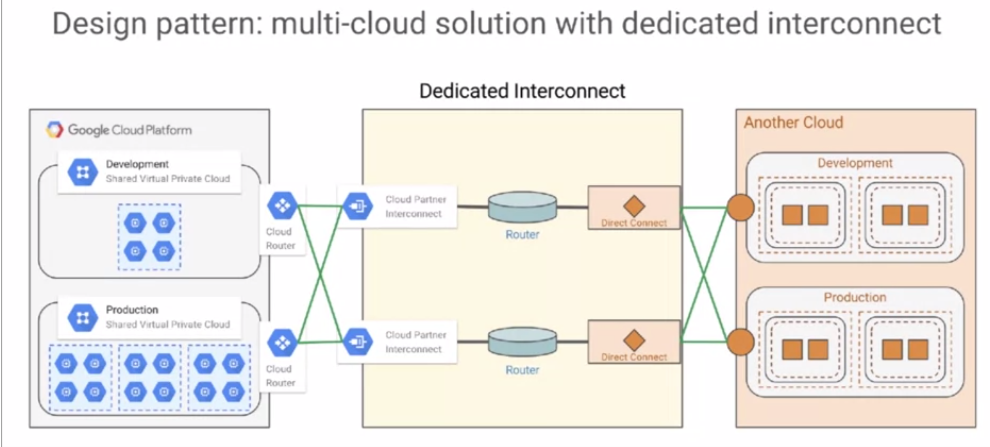 Design pattern: multi-cloud solution with dedicated interconnect
Dedicated Interconnect
Google Cloud Platform
Development
Shared Virtual Private Cloud
Cloud
Router
Cloud Partner
Interconnect
Router
Direct Connect
Another Cloud
Development
Production
Shared Virtual Private Cloud
Cloud
Router
Cloud Partner
Interconnect
Router
Direct Connect
Production